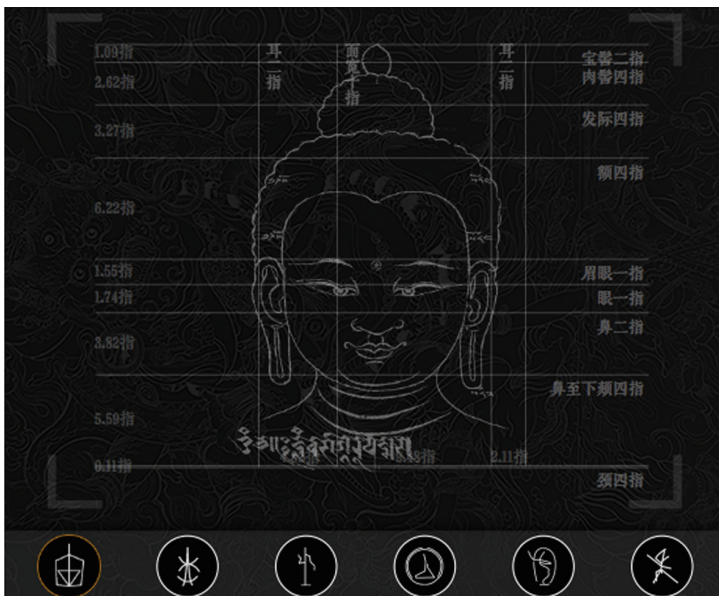 耳二指
面宽十指
耳二指
1.09指
宝髻二指
2.62指
肉髻四指
3.27指
发际四指
6.22指
额四指
1.55指
眉眼一指
1.74指
眼一指
3.82指
鼻二指
鼻至下颏四指
5.59指
2.11指
0.11指
颈四指